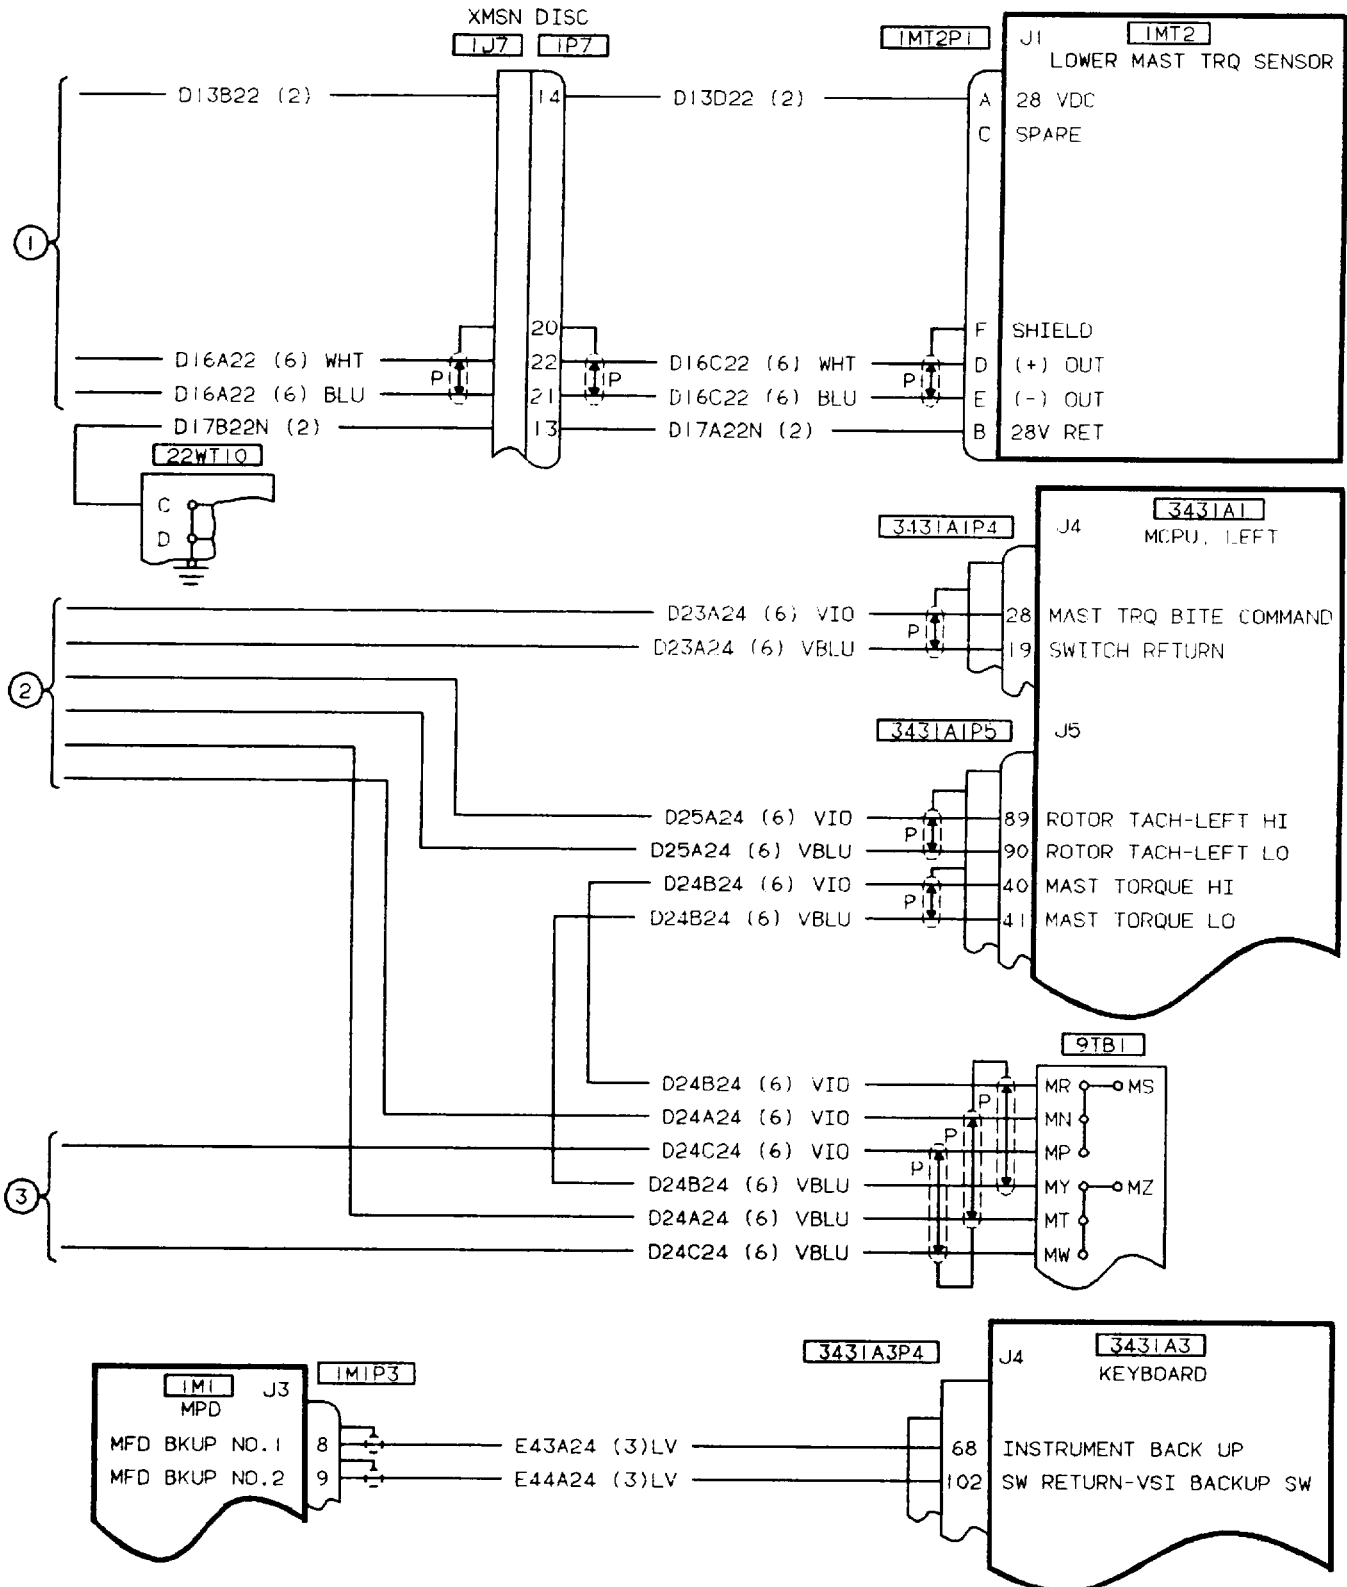 XMSN DISC
1J7 1P7 1MT2P1 J1 1MT2
LOWER MAST TRQ SENSOR
D13B22 (2) 14 D13D22 (2) A 28 VDC
C SPARE
1
20 F SHIELD
D16A22 (6) WHT 22 D16C22 (6) WHT D (+) OUT
P P P
D16A22 (6) BLU 21 D16C22 (6) BLU E (-) OUT
D17B22N (2) 13 D17A22N (2) B 28V RET
22WT10
C
D
3431A1P4 J4 3431A1
MCPU, LEFT
D23A24 (6) VIO 28 MAST TRQ BITE COMMAND
P
D23A24 (6) VBLU 19 SWITCH RETURN
2
3431A1P5 J5
D25A24 (6) VIO 89 ROTOR TACH-LEFT HI
P
D25A24 (6) VBLU 90 ROTOR TACH-LEFT LO
D24B24 (6) VIO 40 MAST TORQUE HI
P
D24B24 (6) VBLU 41 MAST TORQUE LO
9TB1
D24B24 (6) VIO MR MS
P
D24A24 (6) VIO MN
P
D24C24 (6) VIO MP
P
D24B24 (6) VBLU MY MZ
3
D24A24 (6) VBLU MT
D24C24 (6) VBLU MW
3431A3P4 J4 3431A3
KEYBOARD
1M1 J3 1M1P3
MPD
MFD BKUP NO.1 8 E43A24 (3)LV 68 INSTRUMENT BACK UP
MFD BKUP NO.2 9 E44A24 (3)LV 102 SW RETURN-VSI BACKUP SW